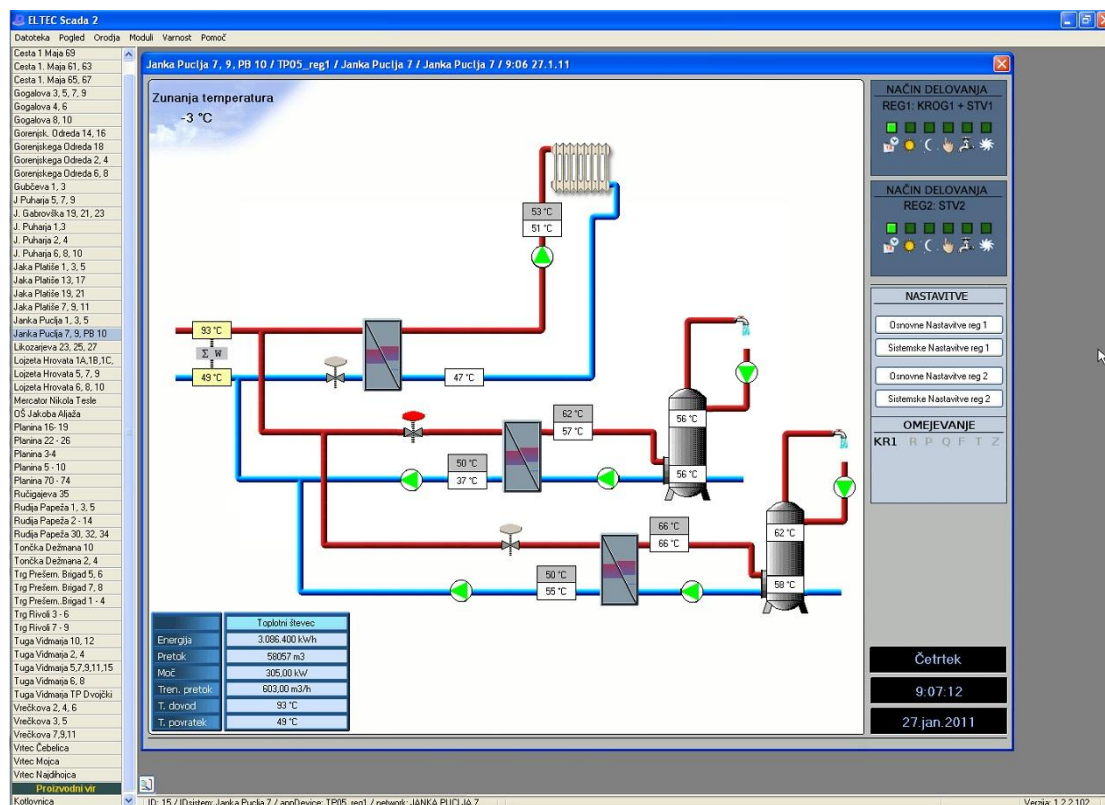 ELTEC Scada 2
Datoteka Pogled Orodja Moduli Varnost Pomoč
Cesta 1 Maja 69
Cesta 1. Maja 61, 63
Cesta 1. Maja 65, 67
Gogalova 3, 5, 7, 9
Gogalova 4, 6
Gogalova 8, 10
Gorenjsk. Odreda 14, 16
Gorenjskega Odreda 18
Gorenjskega Odreda 2, 4
Gorenjskega Odreda 6, 8
Gubčeva 1, 3
J Puharja 5, 7, 9
J. Gabrovška 19, 21, 23
J. Puharja 1,3
J. Puharja 2, 4
J. Puharja 6, 8, 10
Jaka Platiše 1, 3, 5
Jaka Platiše 13, 17
Jaka Platiše 19, 21
Jaka Platiše 7, 9, 11
Janka Puclja 1, 3, 5
Janka Puclja 7, 9, PB 10
Likozarjeva 23, 25, 27
Lojzeta Hrovata 1A,1B,1C,
Lojzeta Hrovata 5, 7, 9
Lojzeta Hrovata 6, 8, 10
Mercator Nikola Tesle
OŠ Jakoba Aljaža
Planina 16- 19
Planina 22 - 26
Planina 3-4
Planina 5 - 10
Planina 70 - 74
Ručigajeva 35
Rudija Papeža 1, 3, 5
Rudija Papeža 2 - 14
Rudija Papeža 30, 32, 34
Tončka Dežmana 10
Tončka Dežmana 2, 4
Trg Prešern. Brigad 5, 6
Trg Prešern. Brigad 7, 8
Trg Prešern..Brigad 1 - 4
Trg Rivoli 3 - 6
Trg Rivoli 7 - 9
Tuga Vidmarja 10, 12
Tuga Vidmarja 2, 4
Tuga Vidmarja 5,7,9,11,15
Tuga Vidmarja 6, 8
Tuga Vidmarja TP Dvojčki
Vrečkova 2, 4, 6
Vrečkova 3, 5
Vrečkova 7,9,11
Vrtec Čebelica
Vrtec Mojca
Vrtec Najdihojca
Proizvodni vir
Kotlovnica
Janka Puclja 7, 9, PB 10 / TP05_reg1 / Janka Puclja 7 / Janka Puclja 7 / 9:06 27.1.11
Zunanja temperatura
-3 °C
53 °C
51 °C
93 °C
Σ W
49 °C
47 °C
62 °C
57 °C
50 °C
37 °C
56 °C
56 °C
66 °C
66 °C
50 °C
55 °C
62 °C
58 °C
Toplotni števec
Energija 3.086.400 kWh
Pretok 58057 m3
Moč 305,00 kW
Tren. pretok 603,00 m3/h
T. dovod 93 °C
T. povratek 49 °C
NAČIN DELOVANJA
REG1: KROG1 + STV1
NAČIN DELOVANJA
REG2: STV2
NASTAVITVE
Osnovne Nastavitve reg 1
Sistemske Nastavitve reg 1
Osnovne Nastavitve reg 2
Sistemske Nastavitve reg 2
OMEJEVANJE
KR1 R P Q F T Z
Četrtek
9:07:12
27.jan.2011
ID: 15 / IDsistem: Janka Puclja 7 / appDevice: TP05_reg1 / network: JANKA PUCLJA 7
Verzija: 1.2.2.102